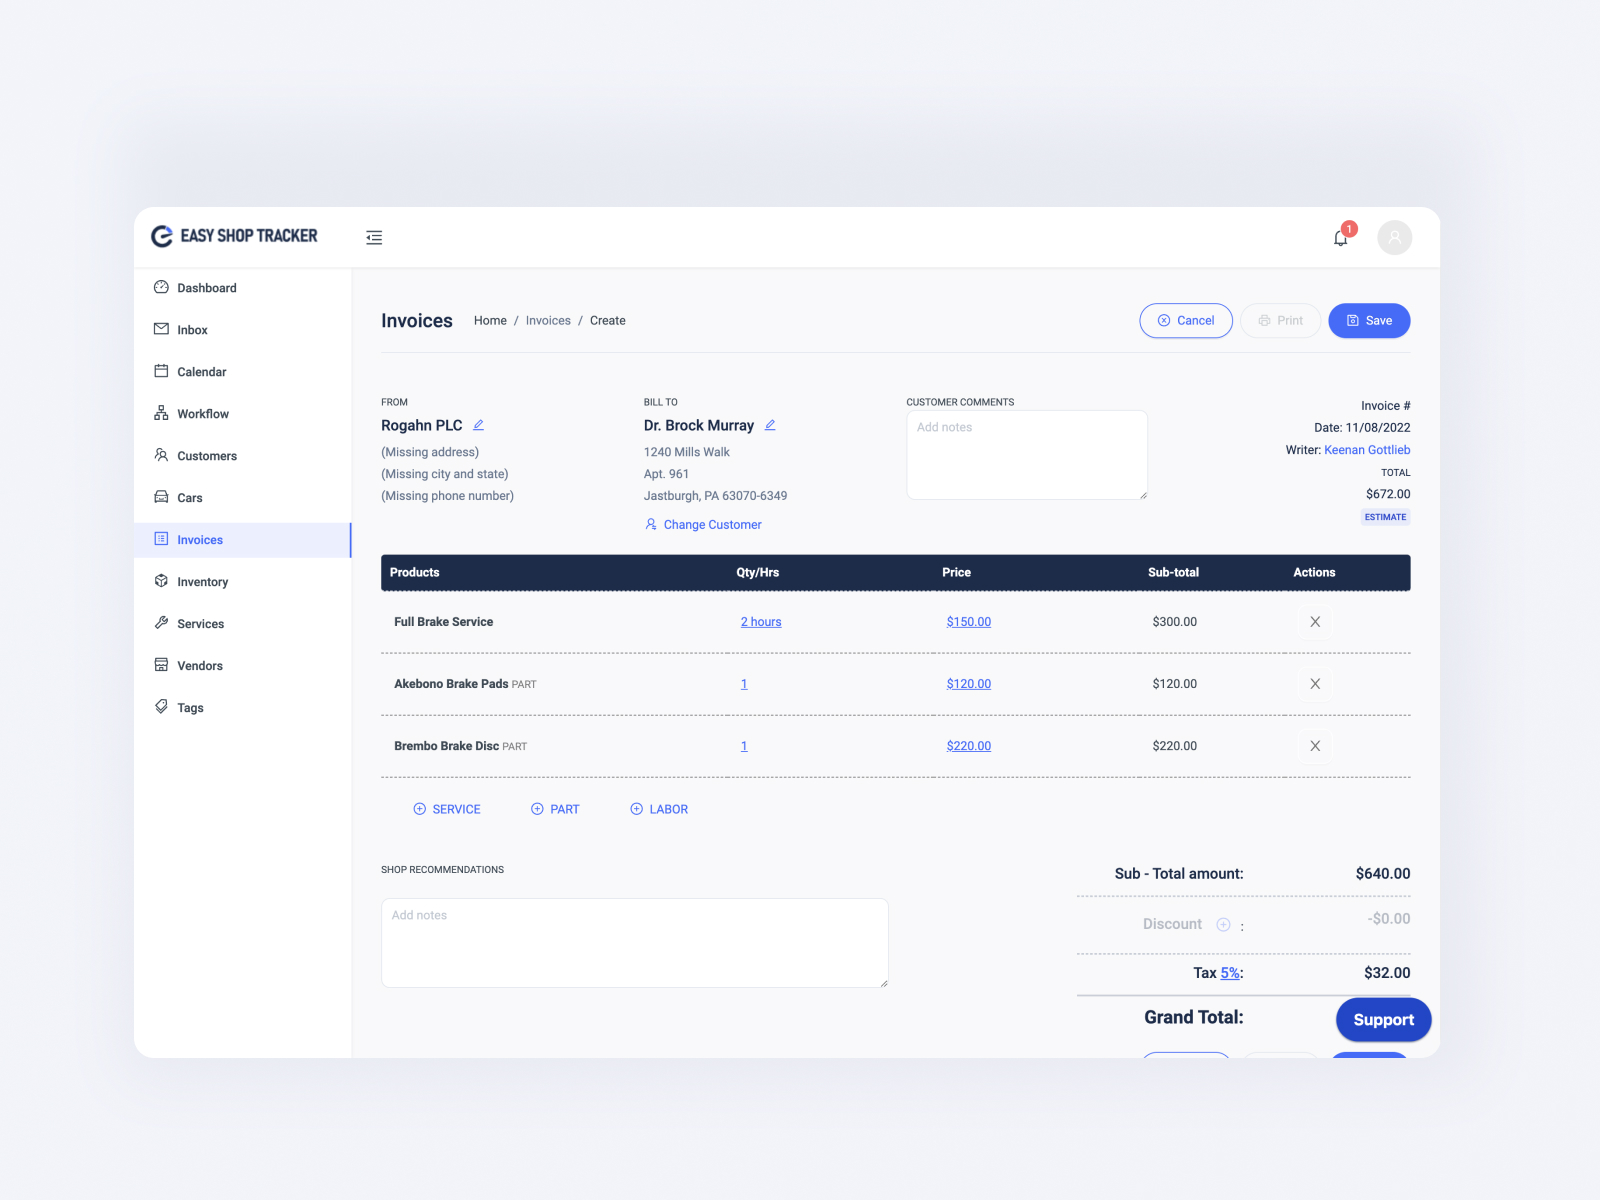 EASY SHOP TRACKER
1
Dashboard
Inbox
Calendar
Workflow
Customers
Cars
Invoices
Inventory
Services
Vendors
Tags
Invoices
Home / Invoices / Create
Cancel
Print
Save
FROM
Rogahn PLC
(Missing address)
(Missing city and state)
(Missing phone number)
BILL TO
Dr. Brock Murray
1240 Mills Walk
Apt. 961
Jastburgh, PA 63070-6349
Change Customer
CUSTOMER COMMENTS
Add notes
Invoice #
Date: 11/08/2022
Writer: Keenan Gottlieb
TOTAL
$672.00
ESTIMATE
Products Qty/Hrs Price Sub-total Actions
Full Brake Service 2 hours $150.00 $300.00
Akebono Brake Pads PART 1 $120.00 $120.00
Brembo Brake Disc PART 1 $220.00 $220.00
SERVICE PART LABOR
SHOP RECOMMENDATIONS
Add notes
Sub - Total amount: $640.00
Discount : -$0.00
Tax 5%: $32.00
Grand Total:
Support